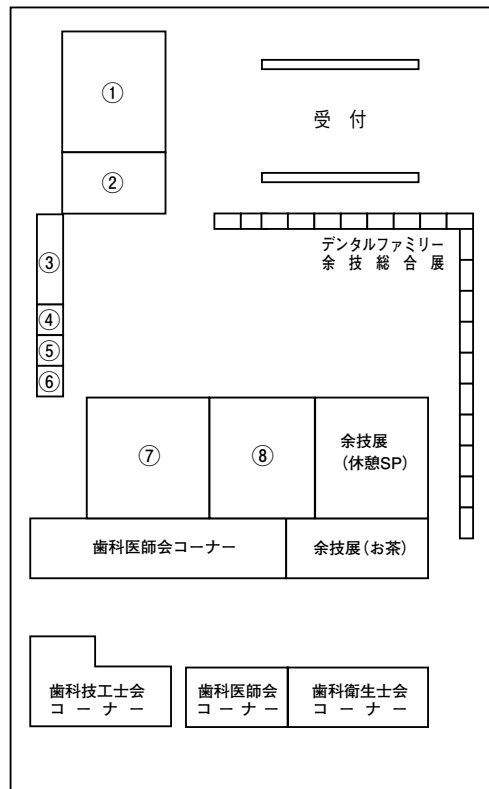 ①
受　付
②
デンタルファミリー
余 技 総 合 展
③
④
⑤
⑥
⑦
⑧
余技展
(休憩SP)
歯科医師会コーナー
余技展(お茶)
歯科技工士会
コ ー ナ ー
歯科医師会
コ ー ナ ー
歯科衛生士会
コ ー ナ ー